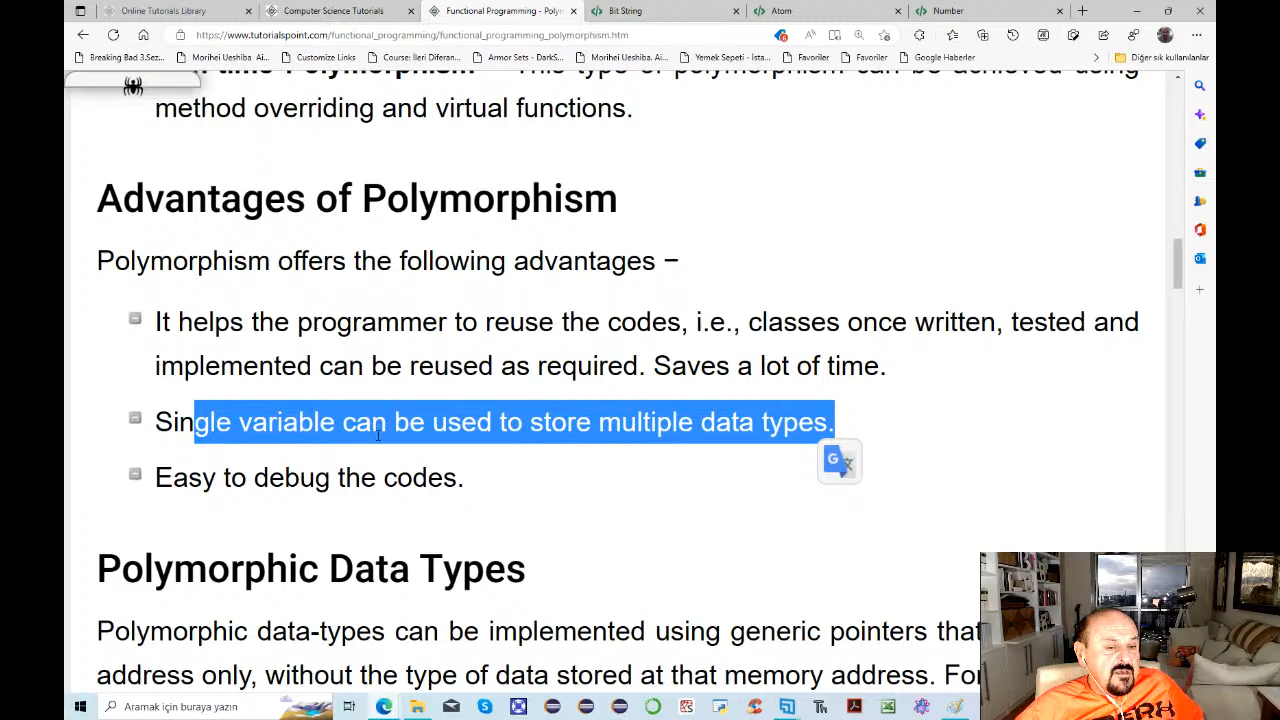 Online Tutorials Library
Computer Science Tutorials
Functional Programming - Polym
Bit String
Atom
Number
https://www.tutorialspoint.com/functional_programming/functional_programming_polymorphism.htm
Breaking Bad 3.Sez...
Morihei Ueshiba. Ai...
Customize Links
Course: Ileri Diferan...
Armor Sets - DarkS...
Morihei Ueshiba. Ai...
Yemek Sepeti - İsta...
Favoriler
Favoriler
Google Haberler
Diğer sık kullanılanlar
method overriding and virtual functions.
Advantages of Polymorphism
Polymorphism offers the following advantages −
It helps the programmer to reuse the codes, i.e., classes once written, tested and
implemented can be reused as required. Saves a lot of time.
Single variable can be used to store multiple data types.
Easy to debug the codes.
Polymorphic Data Types
Polymorphic data-types can be implemented using generic pointers that
address only, without the type of data stored at that memory address. For
Aramak için buraya yazın